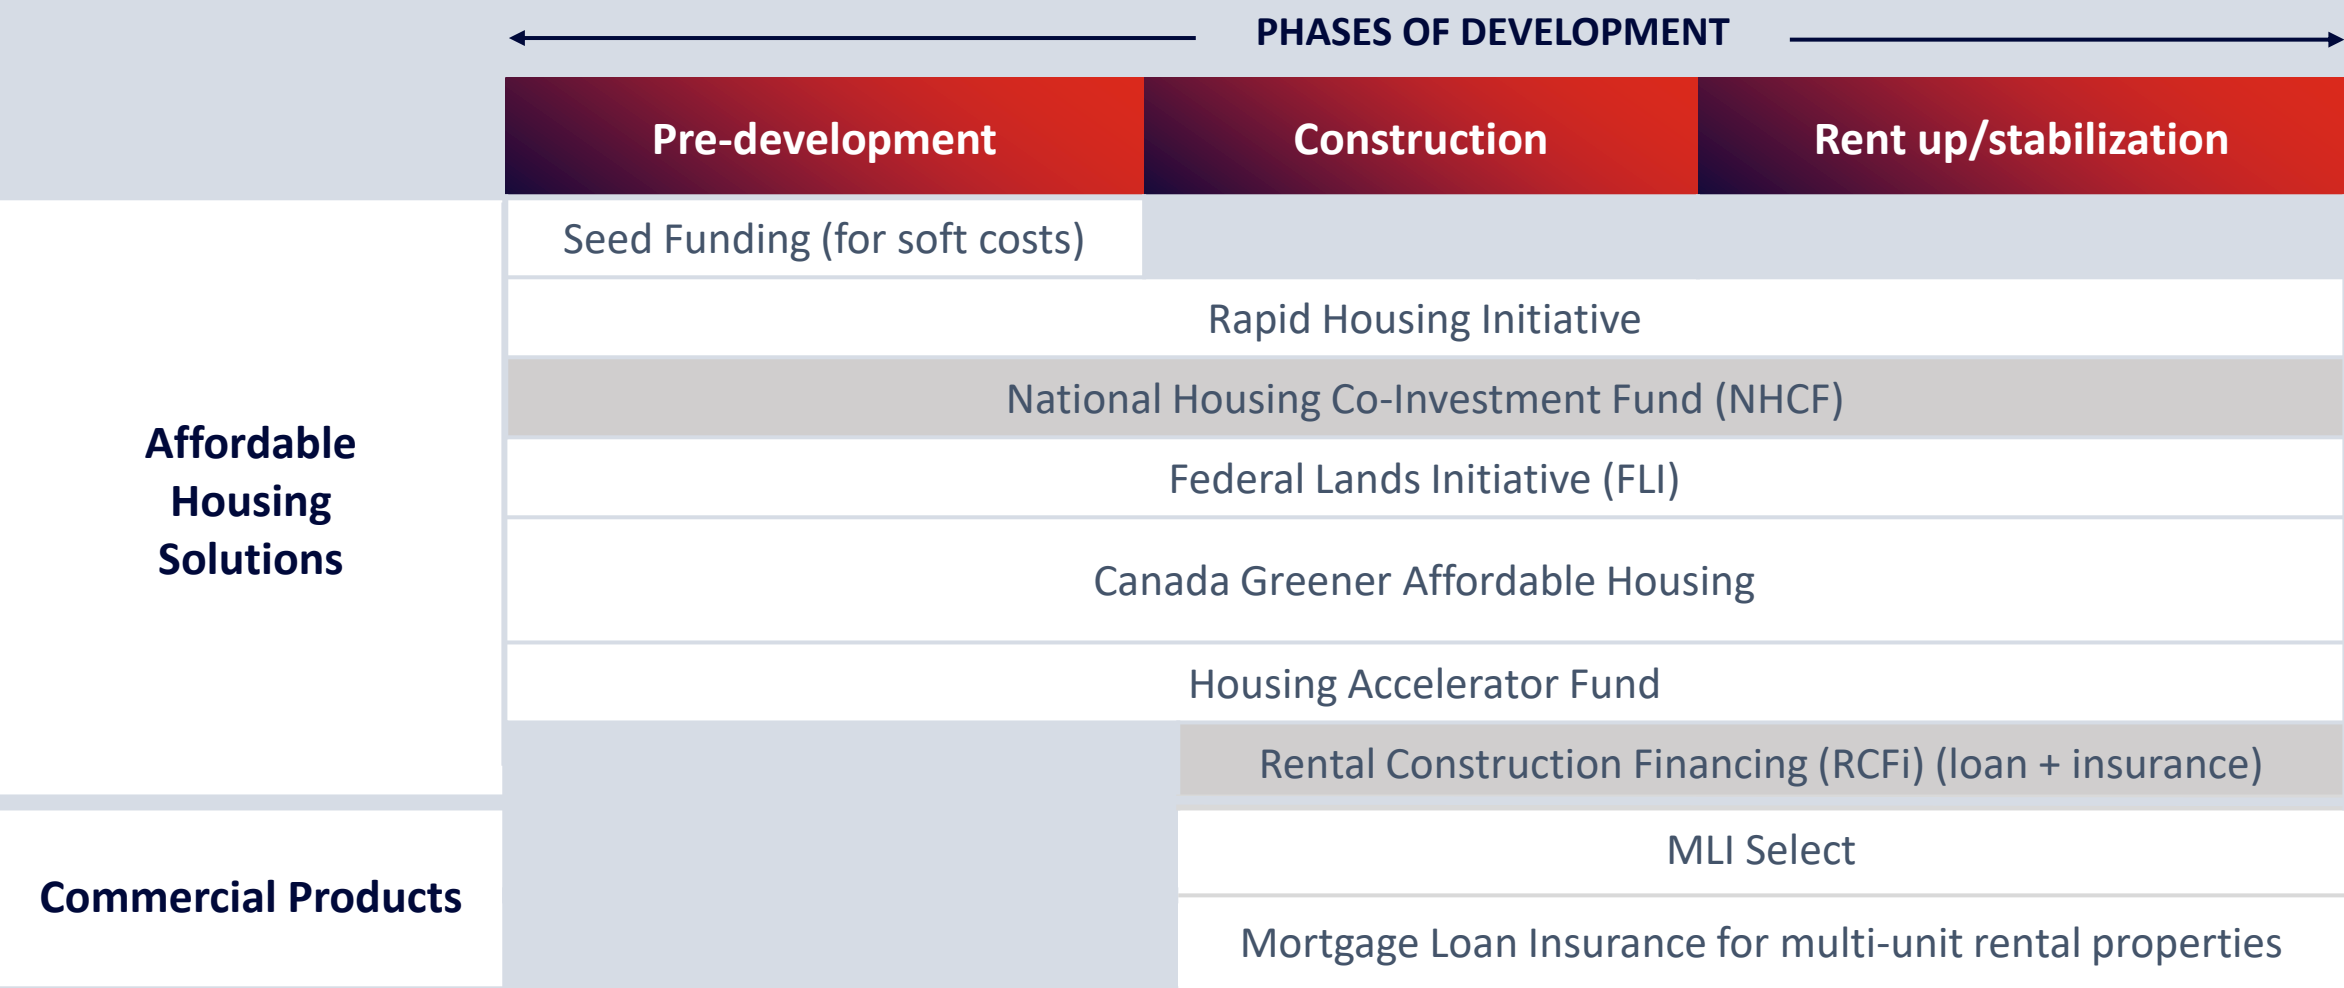 PHASES OF DEVELOPMENT
Pre-development
Construction
Rent up/stabilization
Affordable
Housing
Solutions
Seed Funding (for soft costs)
Rapid Housing Initiative
National Housing Co-Investment Fund (NHCF)
Federal Lands Initiative (FLI)
Canada Greener Affordable Housing
Housing Accelerator Fund
Rental Construction Financing (RCFi) (loan + insurance)
Commercial Products
MLI Select
Mortgage Loan Insurance for multi-unit rental properties